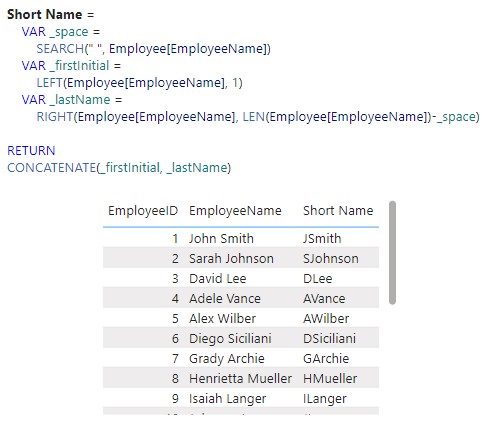 Short Name =
VAR _space =
SEARCH(" ", Employee[EmployeeName])
VAR _firstInitial =
LEFT(Employee[EmployeeName], 1)
VAR _lastName =
RIGHT(Employee[EmployeeName], LEN(Employee[EmployeeName])-_space)
RETURN
CONCATENATE(_firstInitial, _lastName)
EmployeeID EmployeeName Short Name
1 John Smith JSmith
2 Sarah Johnson SJohnson
3 David Lee DLee
4 Adele Vance AVance
5 Alex Wilber AWilber
6 Diego Siciliani DSiciliani
7 Grady Archie GArchie
8 Henrietta Mueller HMueller
9 Isaiah Langer ILanger